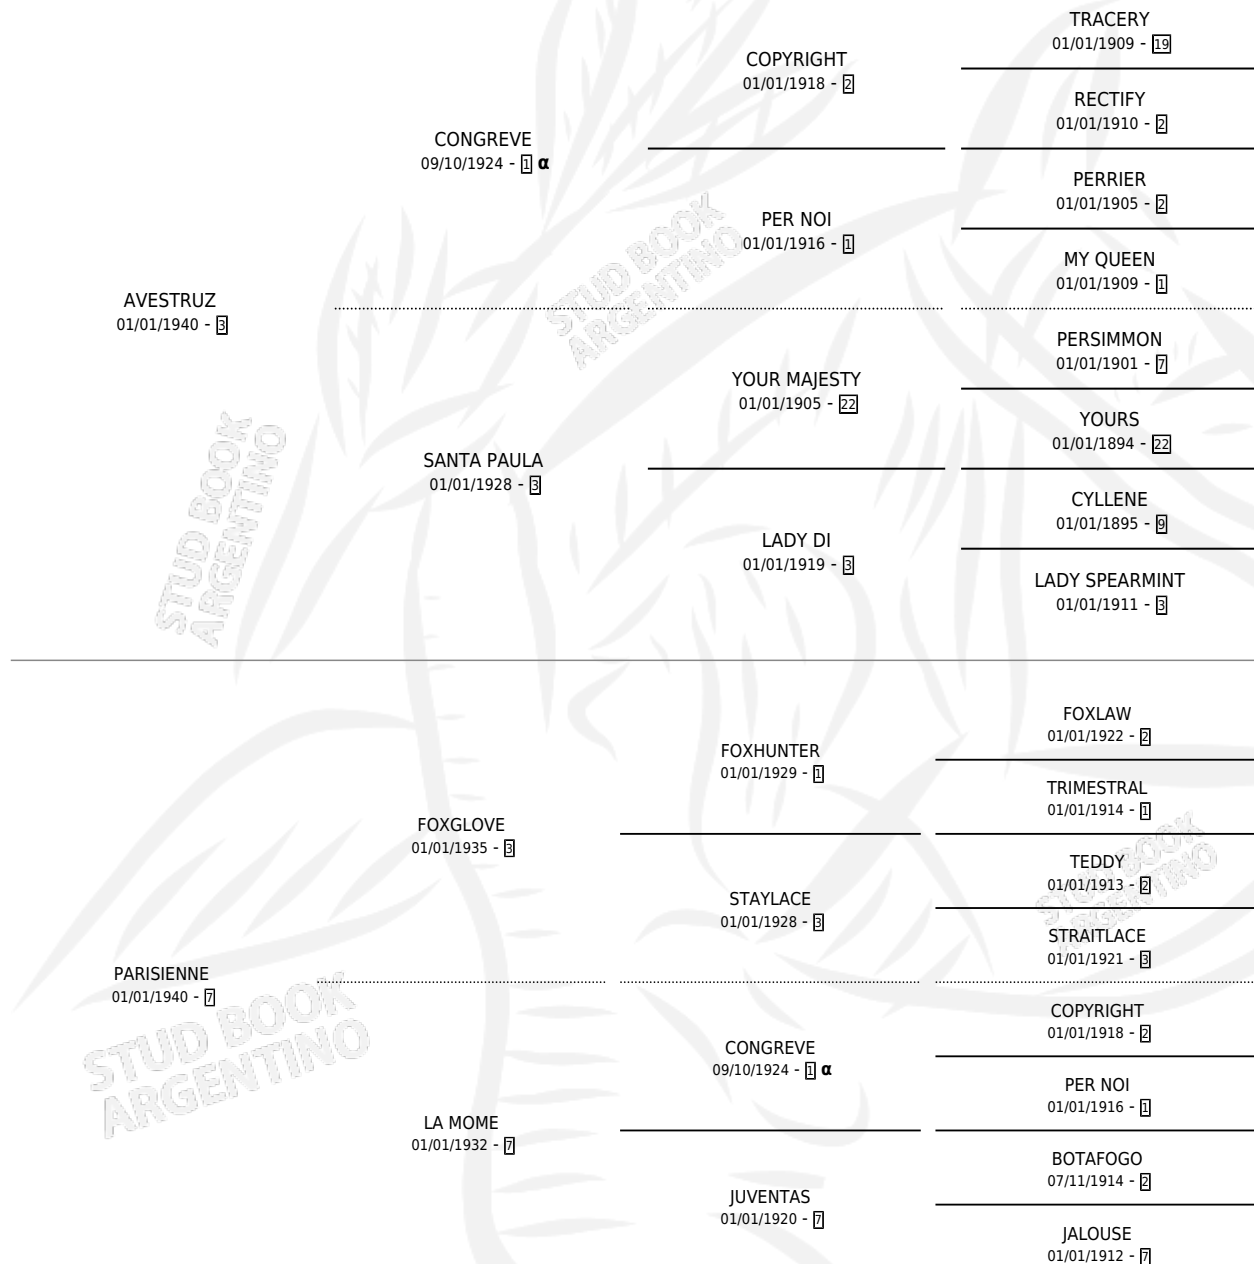 TRACERY
01/01/1909 - 19
COPYRIGHT
01/01/1918 - 2
RECTIFY
01/01/1910 - 2
CONGREVE
09/10/1924 - 1 α
PERRIER
01/01/1905 - 2
PER NOI
01/01/1916 - 1
MY QUEEN
01/01/1909 - 1
AVESTRUZ
01/01/1940 - 3
PERSIMMON
01/01/1901 - 7
YOUR MAJESTY
01/01/1905 - 22
YOURS
01/01/1894 - 22
SANTA PAULA
01/01/1928 - 3
CYLLENE
01/01/1895 - 9
LADY DI
01/01/1919 - 3
LADY SPEARMINT
01/01/1911 - 3
STUD BOOK
ARGENTINO
STUD BOOK
ARGENTINO
FOXLAW
01/01/1922 - 2
FOXHUNTER
01/01/1929 - 1
TRIMESTRAL
01/01/1914 - 1
FOXGLOVE
01/01/1935 - 3
TEDDY
01/01/1913 - 2
STAYLACE
01/01/1928 - 3
STRAITLACE
01/01/1921 - 3
PARISIENNE
01/01/1940 - 7
COPYRIGHT
01/01/1918 - 2
CONGREVE
09/10/1924 - 1 α
PER NOI
01/01/1916 - 1
LA MOME
01/01/1932 - 7
BOTAFOGO
07/11/1914 - 2
JUVENTAS
01/01/1920 - 7
JALOUSE
01/01/1912 - 7
STUD BOOK
ARGENTINO
STUD BOOK
ARGENTINO